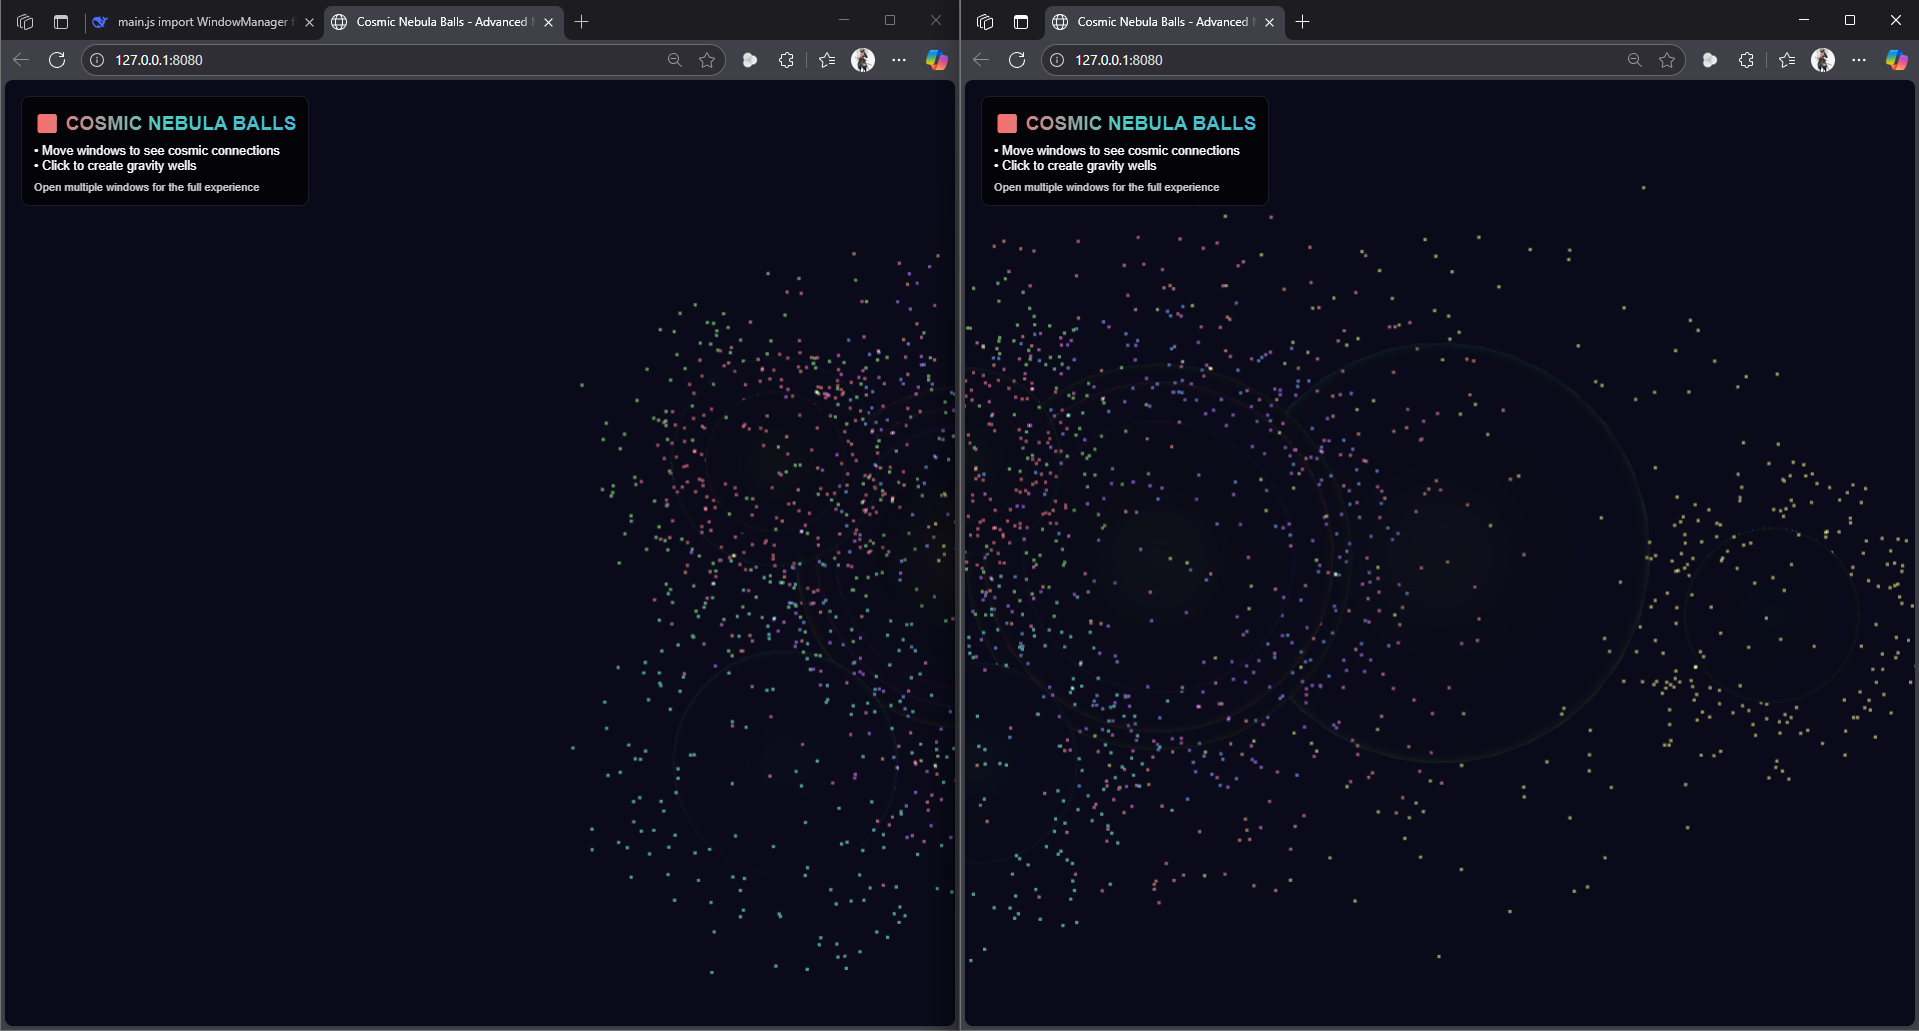 main.js import WindowManager f
Cosmic Nebula Balls - Advanced
127.0.0.1:8080
COSMIC NEBULA BALLS
• Move windows to see cosmic connections
• Click to create gravity wells
Open multiple windows for the full experience
Cosmic Nebula Balls - Advanced
127.0.0.1:8080
COSMIC NEBULA BALLS
• Move windows to see cosmic connections
• Click to create gravity wells
Open multiple windows for the full experience